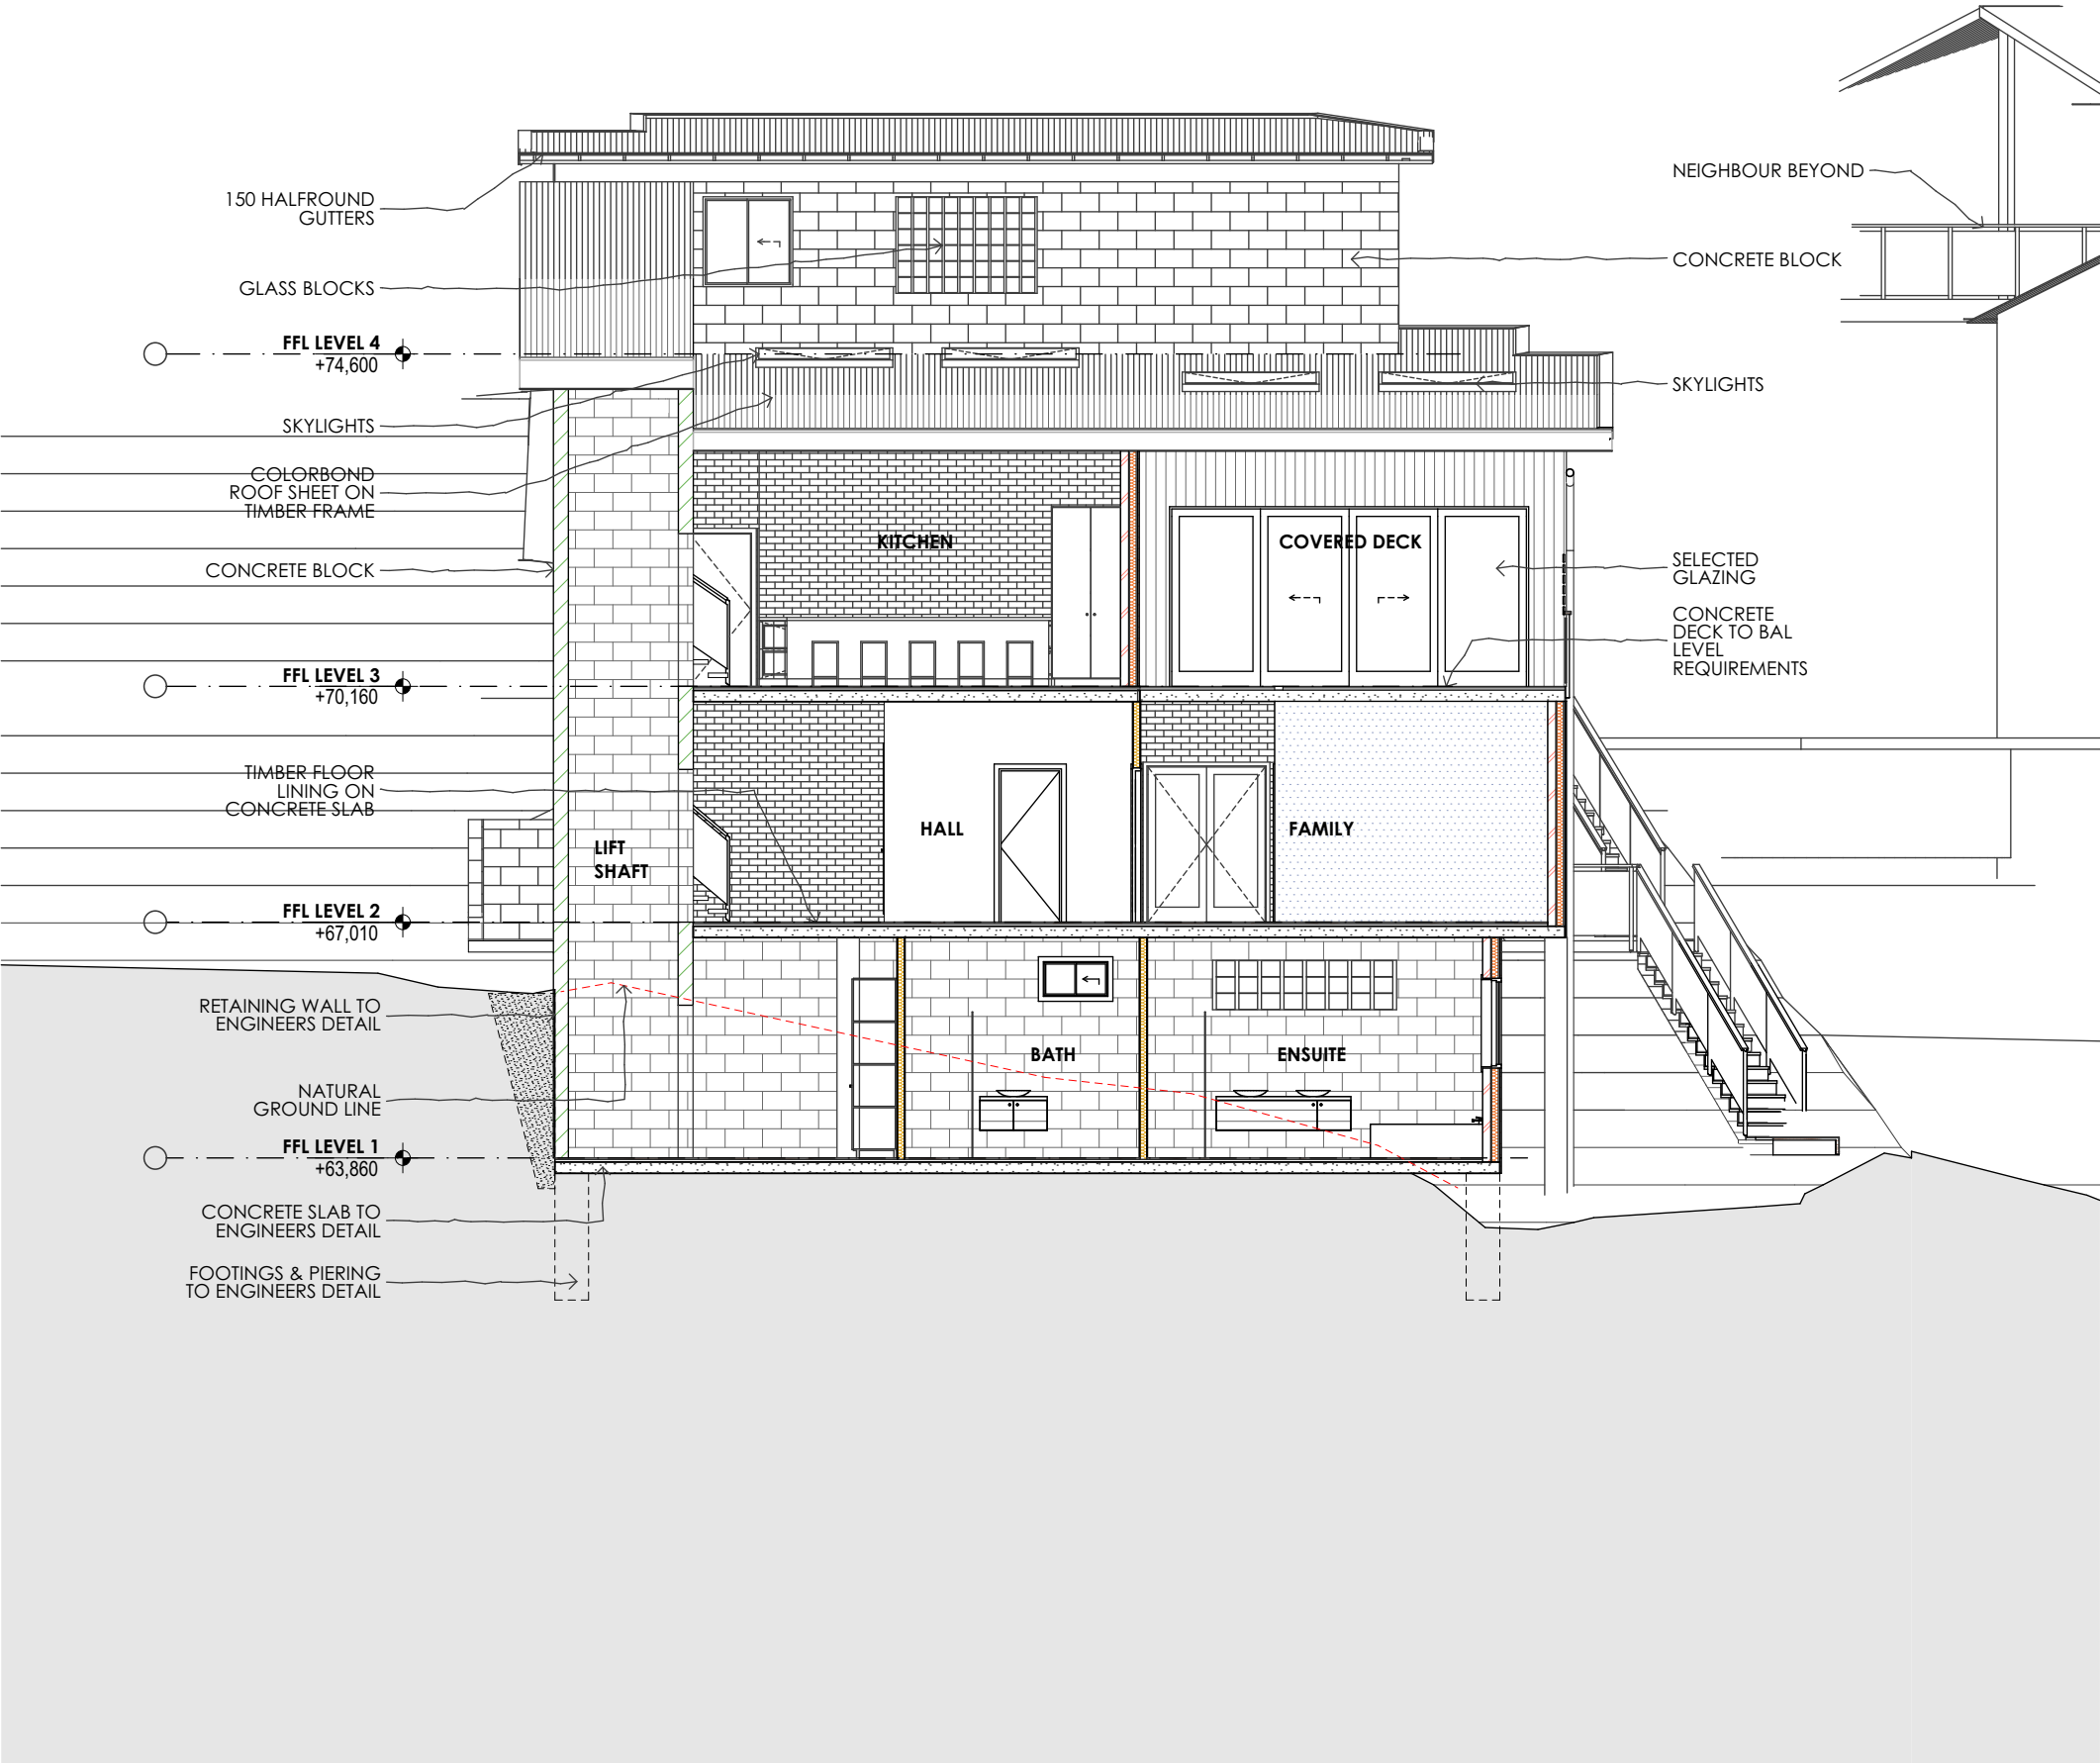 150 HALFROUND
GUTTERS
GLASS BLOCKS
FFL LEVEL 4
+74,600
SKYLIGHTS
COLORBOND
ROOF SHEET ON
TIMBER FRAME
CONCRETE BLOCK
FFL LEVEL 3
+70,160
TIMBER FLOOR
LINING ON
CONCRETE SLAB
FFL LEVEL 2
+67,010
RETAINING WALL TO
ENGINEERS DETAIL
NATURAL
GROUND LINE
FFL LEVEL 1
+63,860
CONCRETE SLAB TO
ENGINEERS DETAIL
FOOTINGS & PIERING
TO ENGINEERS DETAIL
KITCHEN
COVERED DECK
LIFT
SHAFT
HALL
FAMILY
BATH
ENSUITE
NEIGHBOUR BEYOND
CONCRETE BLOCK
SKYLIGHTS
SELECTED
GLAZING
CONCRETE
DECK TO BAL
LEVEL
REQUIREMENTS